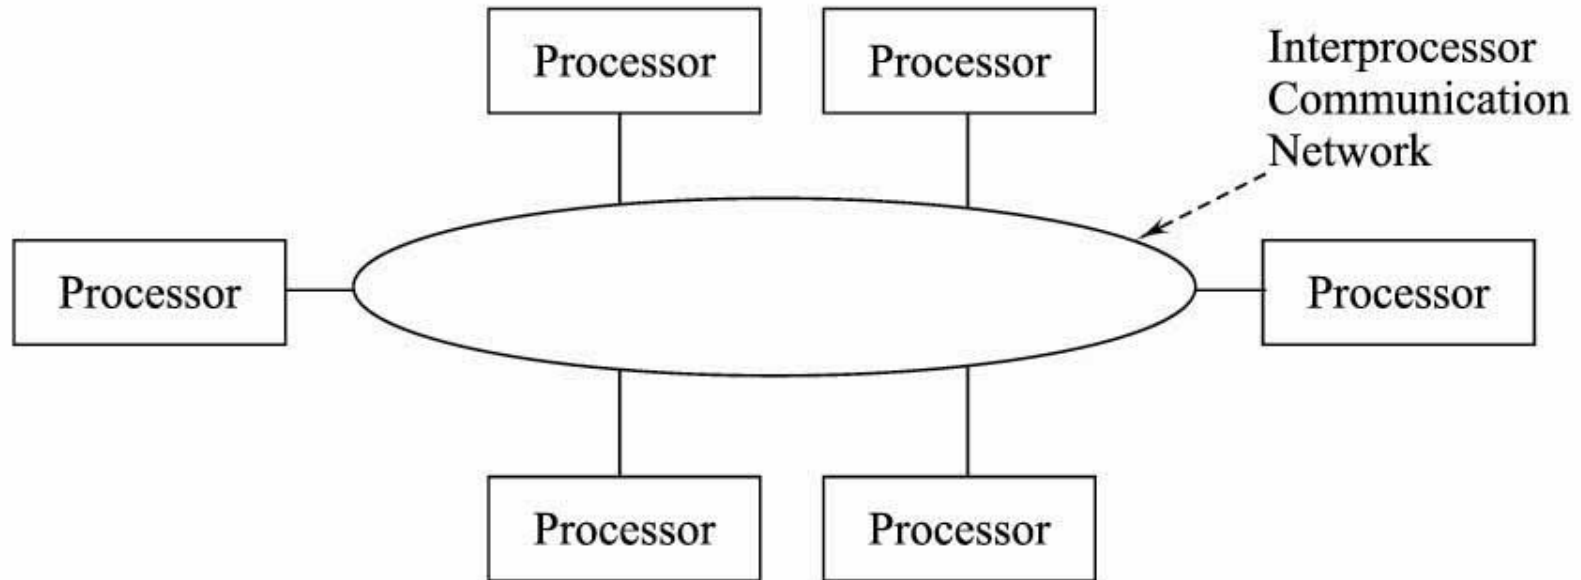 Processor
Processor
Interprocessor
Communication
Network
Processor
Processor
Processor
Processor